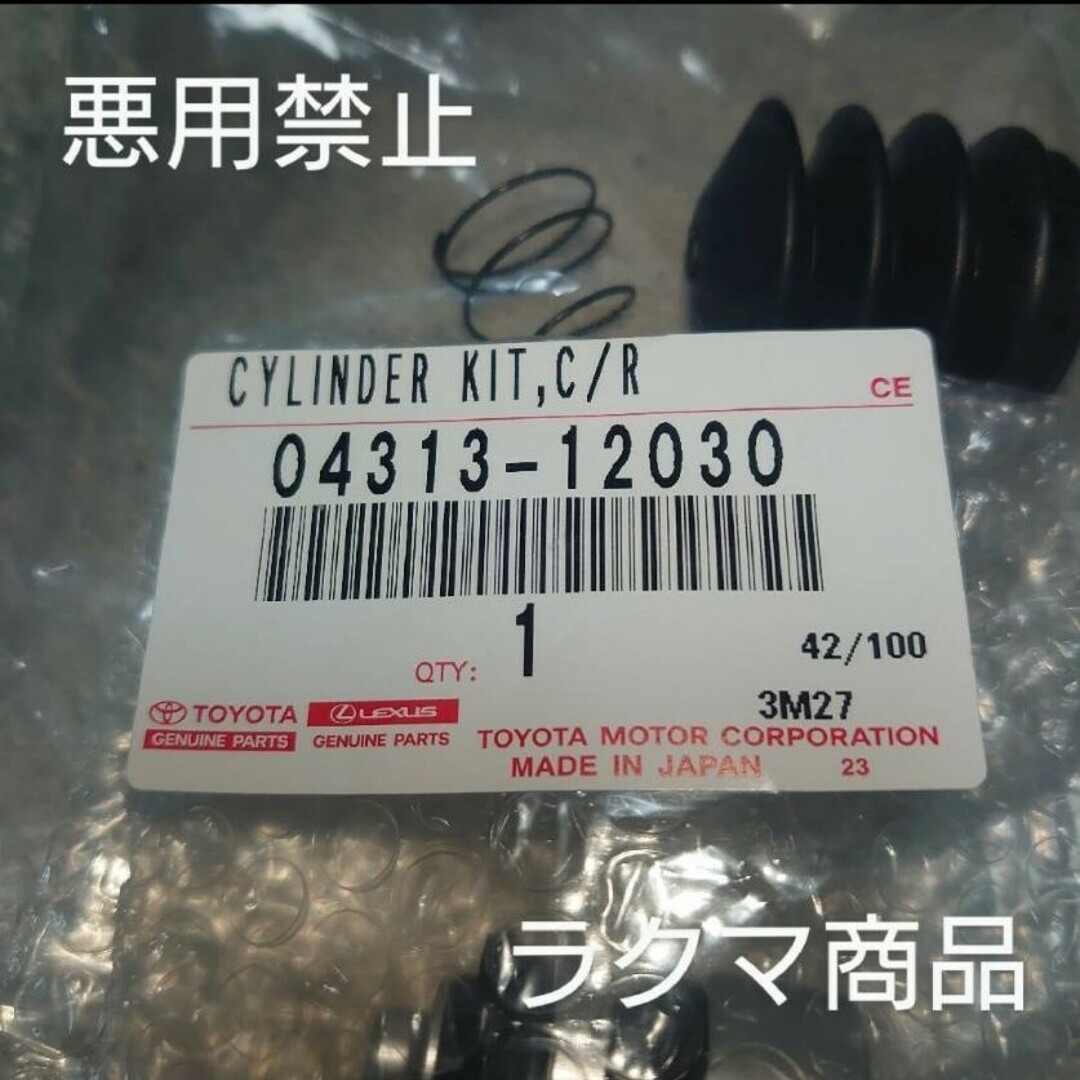 悪用禁止
CYLINDER KIT,C/R
CE
04313-12030
QTY: 1
42/100
3M27
TOYOTA
GENUINE PARTS
LEXUS
GENUINE PARTS
TOYOTA MOTOR CORPORATION
MADE IN JAPAN 23
ラクマ商品